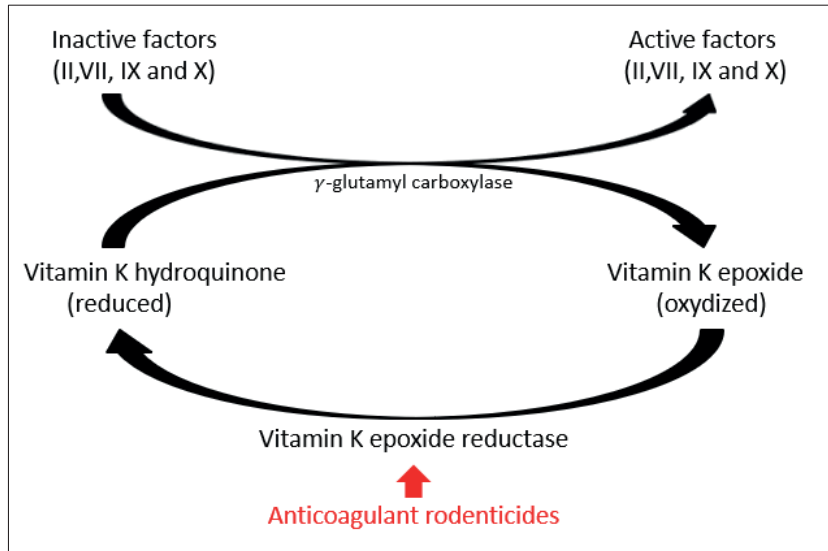 Inactive factors
(II,VII, IX and X)
Active factors
(II,VII, IX and X)
γ-glutamyl carboxylase
Vitamin K hydroquinone
(reduced)
Vitamin K epoxide
(oxydized)
Vitamin K epoxide reductase
Anticoagulant rodenticides